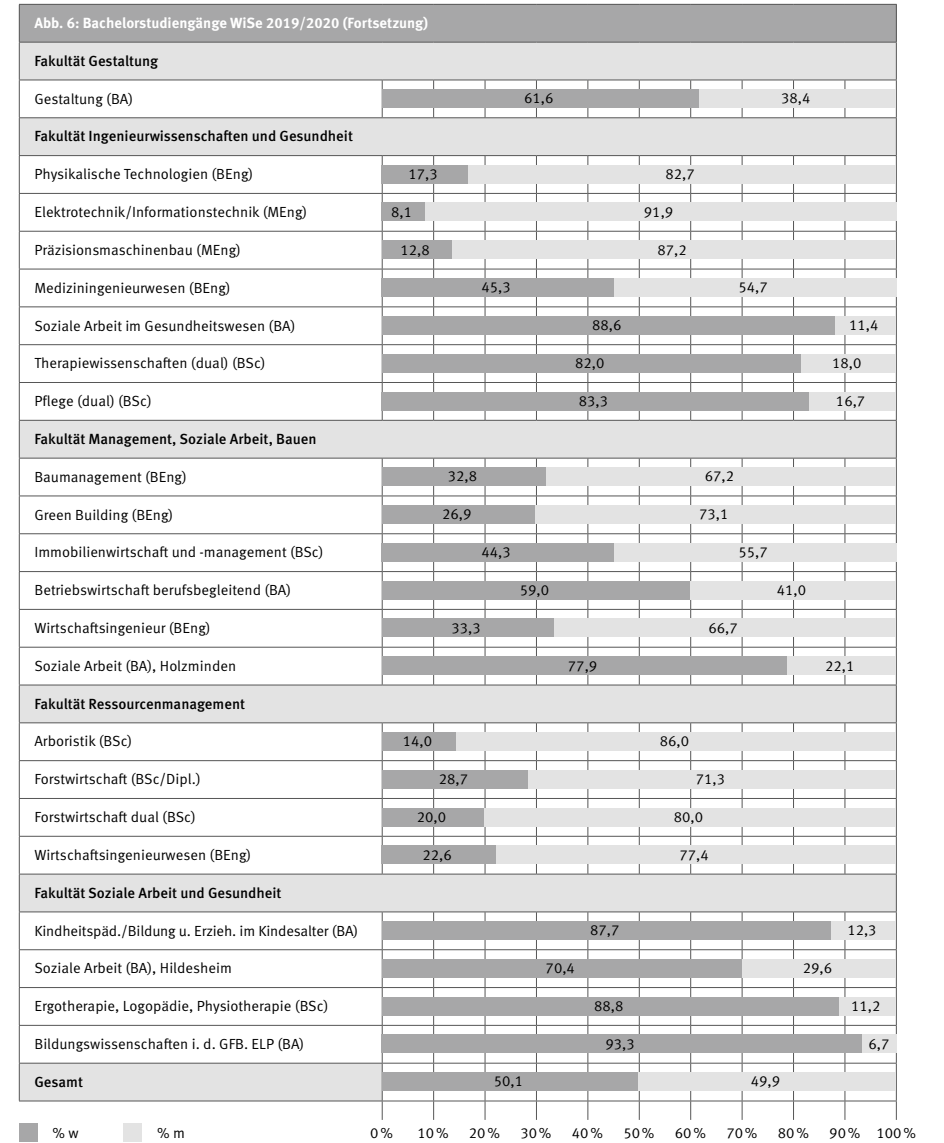 Abb. 6: Bachelorstudiengänge WiSe 2019/2020 (Fortsetzung)
Fakultät Gestaltung
Gestaltung (BA) 61,6 38,4
Fakultät Ingenieurwissenschaften und Gesundheit
Physikalische Technologien (BEng) 17,3 82,7
Elektrotechnik/Informationstechnik (MEng) 8,1 91,9
Präzisionsmaschinenbau (MEng) 12,8 87,2
Mediziningenieurwesen (BEng) 45,3 54,7
Soziale Arbeit im Gesundheitswesen (BA) 88,6 11,4
Therapiewissenschaften (dual) (BSc) 82,0 18,0
Pflege (dual) (BSc) 83,3 16,7
Fakultät Management, Soziale Arbeit, Bauen
Baumanagement (BEng) 32,8 67,2
Green Building (BEng) 26,9 73,1
Immobilienwirtschaft und -management (BSc) 44,3 55,7
Betriebswirtschaft berufsbegleitend (BA) 59,0 41,0
Wirtschaftsingenieur (BEng) 33,3 66,7
Soziale Arbeit (BA), Holzminden 77,9 22,1
Fakultät Ressourcenmanagement
Arboristik (BSc) 14,0 86,0
Forstwirtschaft (BSc/Dipl.) 28,7 71,3
Forstwirtschaft dual (BSc) 20,0 80,0
Wirtschaftsingenieurwesen (BEng) 22,6 77,4
Fakultät Soziale Arbeit und Gesundheit
Kindheitspäd./Bildung u. Erzieh. im Kindesalter (BA) 87,7 12,3
Soziale Arbeit (BA), Hildesheim 70,4 29,6
Ergotherapie, Logopädie, Physiotherapie (BSc) 88,8 11,2
Bildungswissenschaften i. d. GFB. ELP (BA) 93,3 6,7
Gesamt 50,1 49,9
% w % m 0 % 10 % 20 % 30 % 40 % 50 % 60 % 70 % 80 % 90 % 100 %